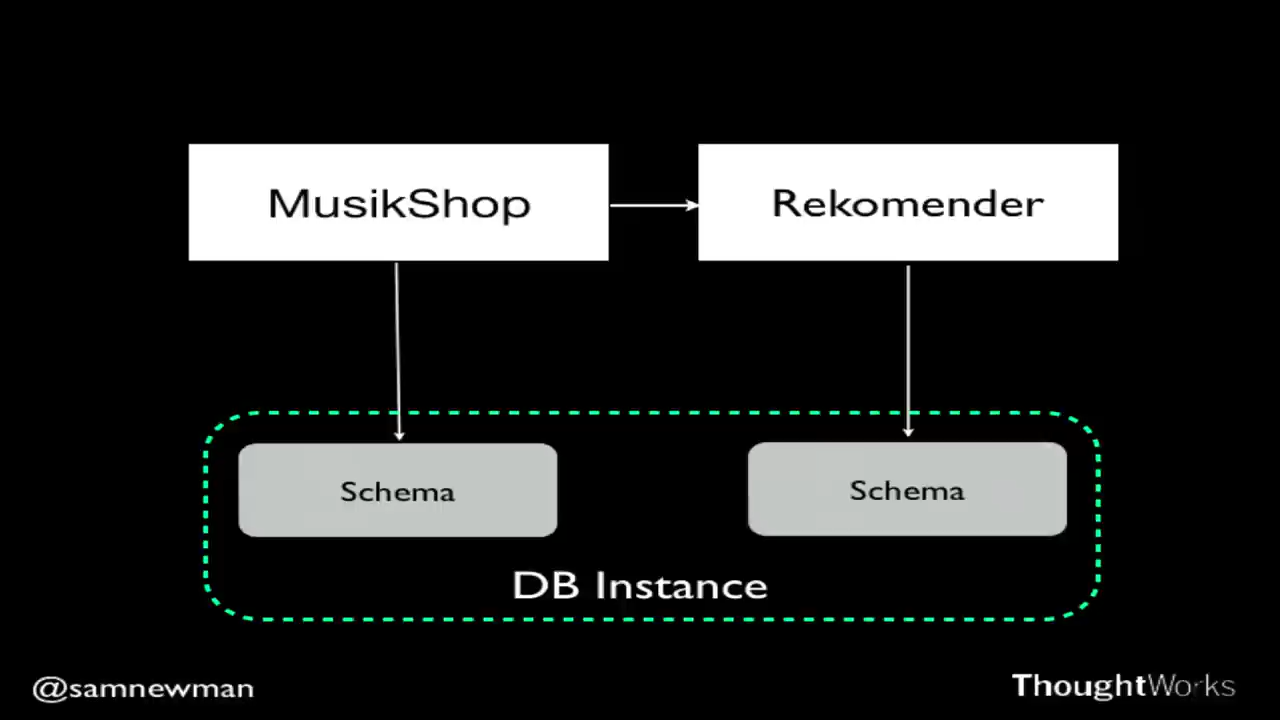 MusikShop
Rekomender
Schema
Schema
DB Instance
@samnewman
ThoughtWorks